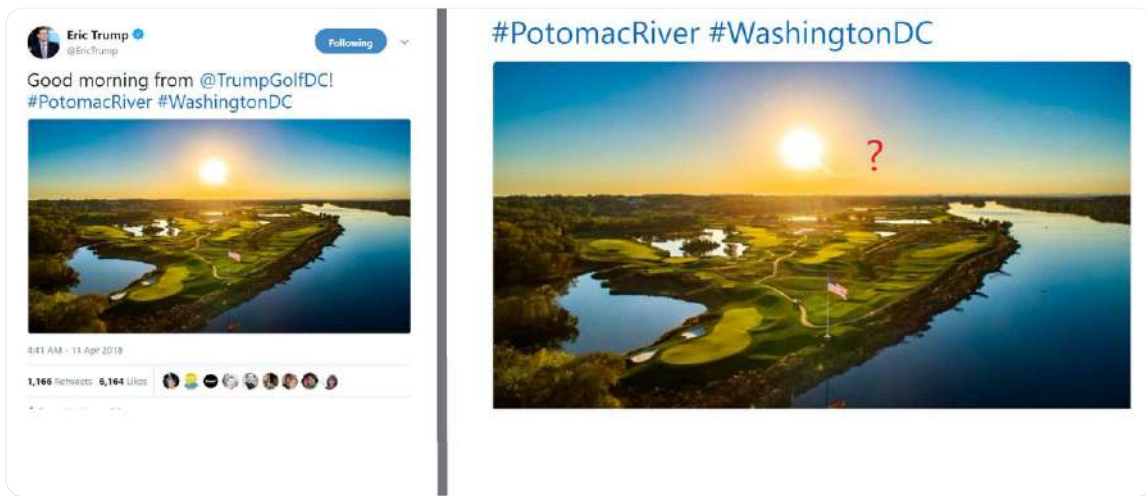 Eric Trump
@EricTrump
Following
Good morning from @TrumpGolfDC!
#PotomacRiver #WashingtonDC
4:41 AM - 11 Apr 2018
1,166 Retweets 6,164 Likes
#PotomacRiver #WashingtonDC
?